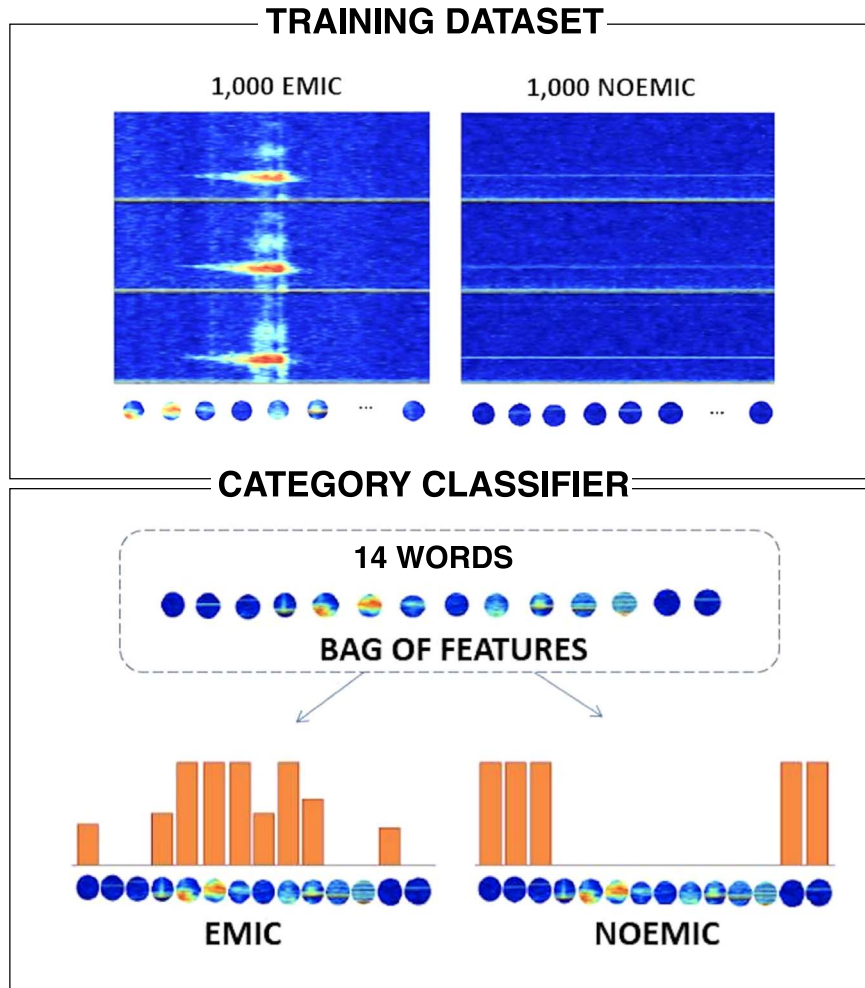 TRAINING DATASET
1,000 EMIC
1,000 NOEMIC
...
...
CATEGORY CLASSIFIER
14 WORDS
BAG OF FEATURES
EMIC
NOEMIC